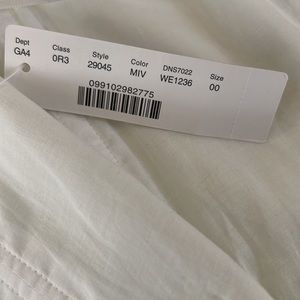 Dept Class Style Color DNS7022 Size
GA4 0R3 29045 MIV WE1236 00
099102982775